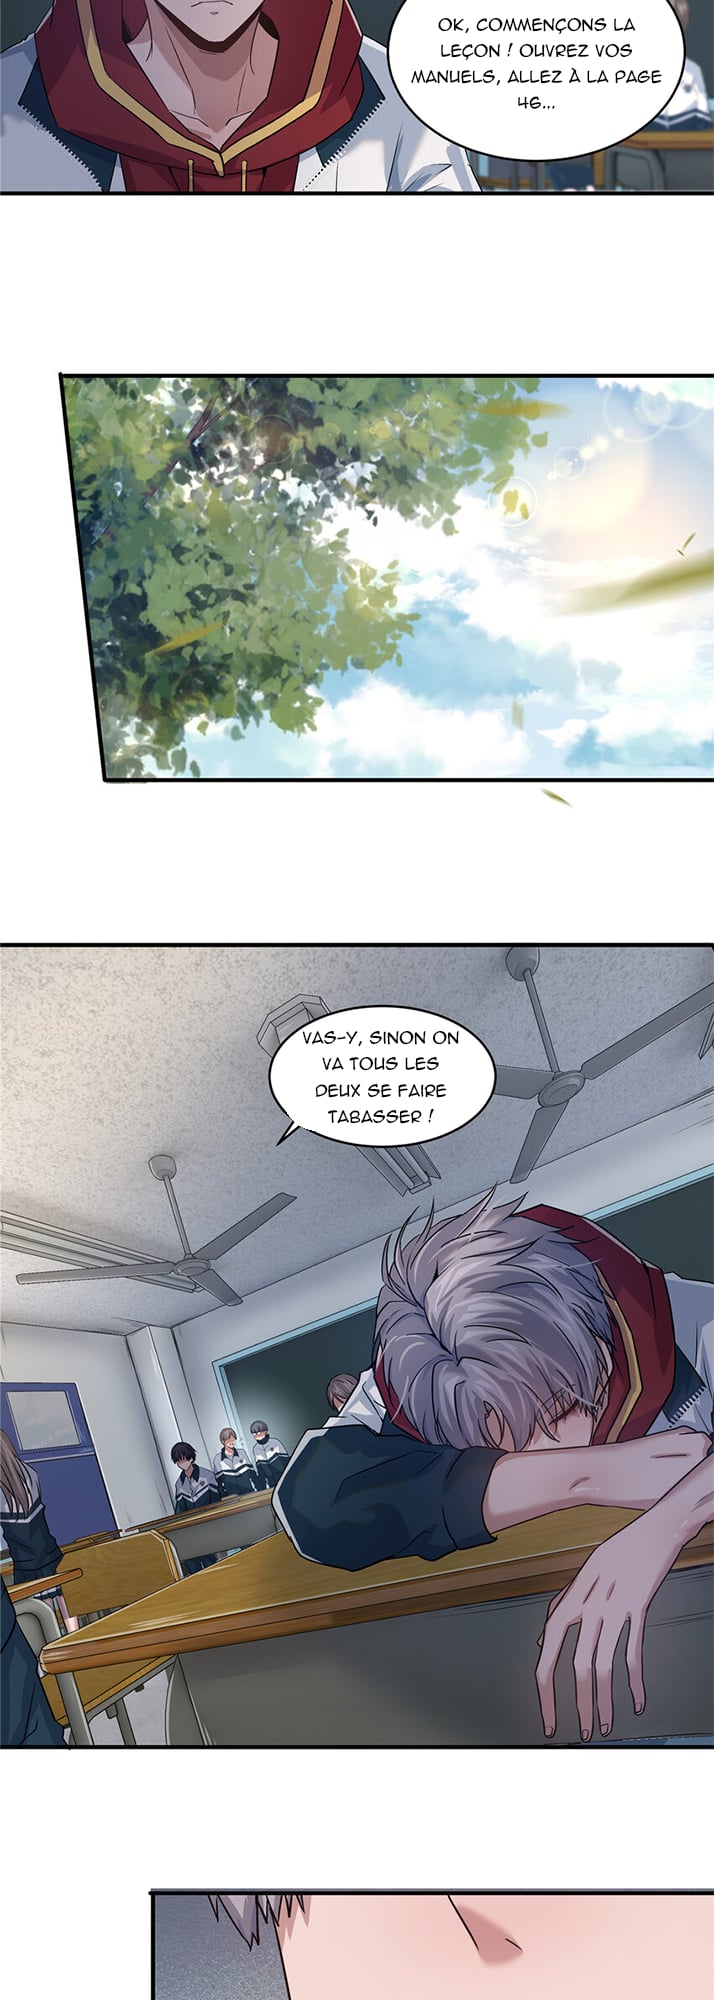 OK, COMMENÇONS LA
LEÇON ! OUVREZ VOS
MANUELS, ALLEZ À LA PAGE
46...
VAS-Y, SINON ON
VA TOUS LES
DEUX SE FAIRE
TABASSER !